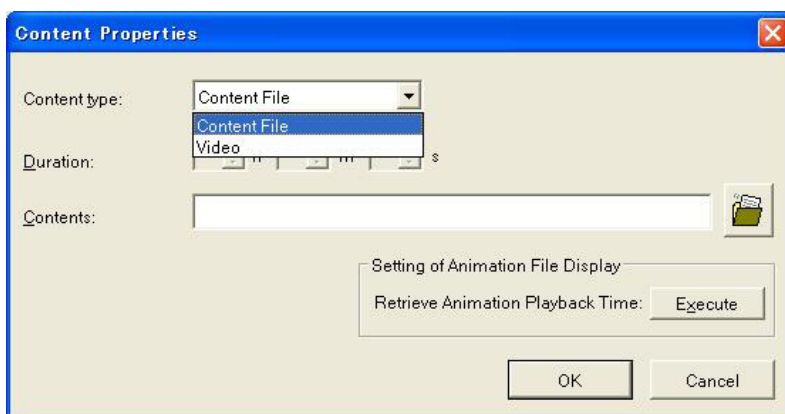 Content Properties
Content type: Content File
Content File
Video
Duration: h m s
Contents:
Setting of Animation File Display
Retrieve Animation Playback Time: Execute
OK Cancel